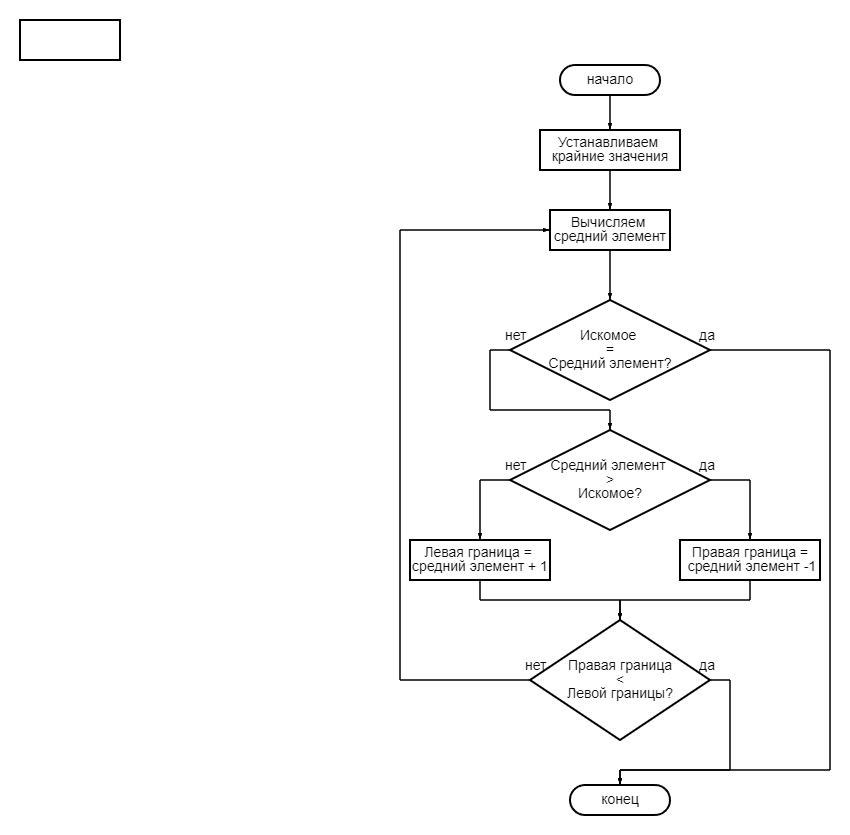 начало
Устанавливаем
крайние значения
Вычисляем
средний элемент
нет
Искомое
=
Средний элемент?
да
нет
Средний элемент
>
Искомое?
да
Левая граница =
средний элемент + 1
Правая граница =
средний элемент -1
нет
Правая граница
<
Левой границы?
да
конец